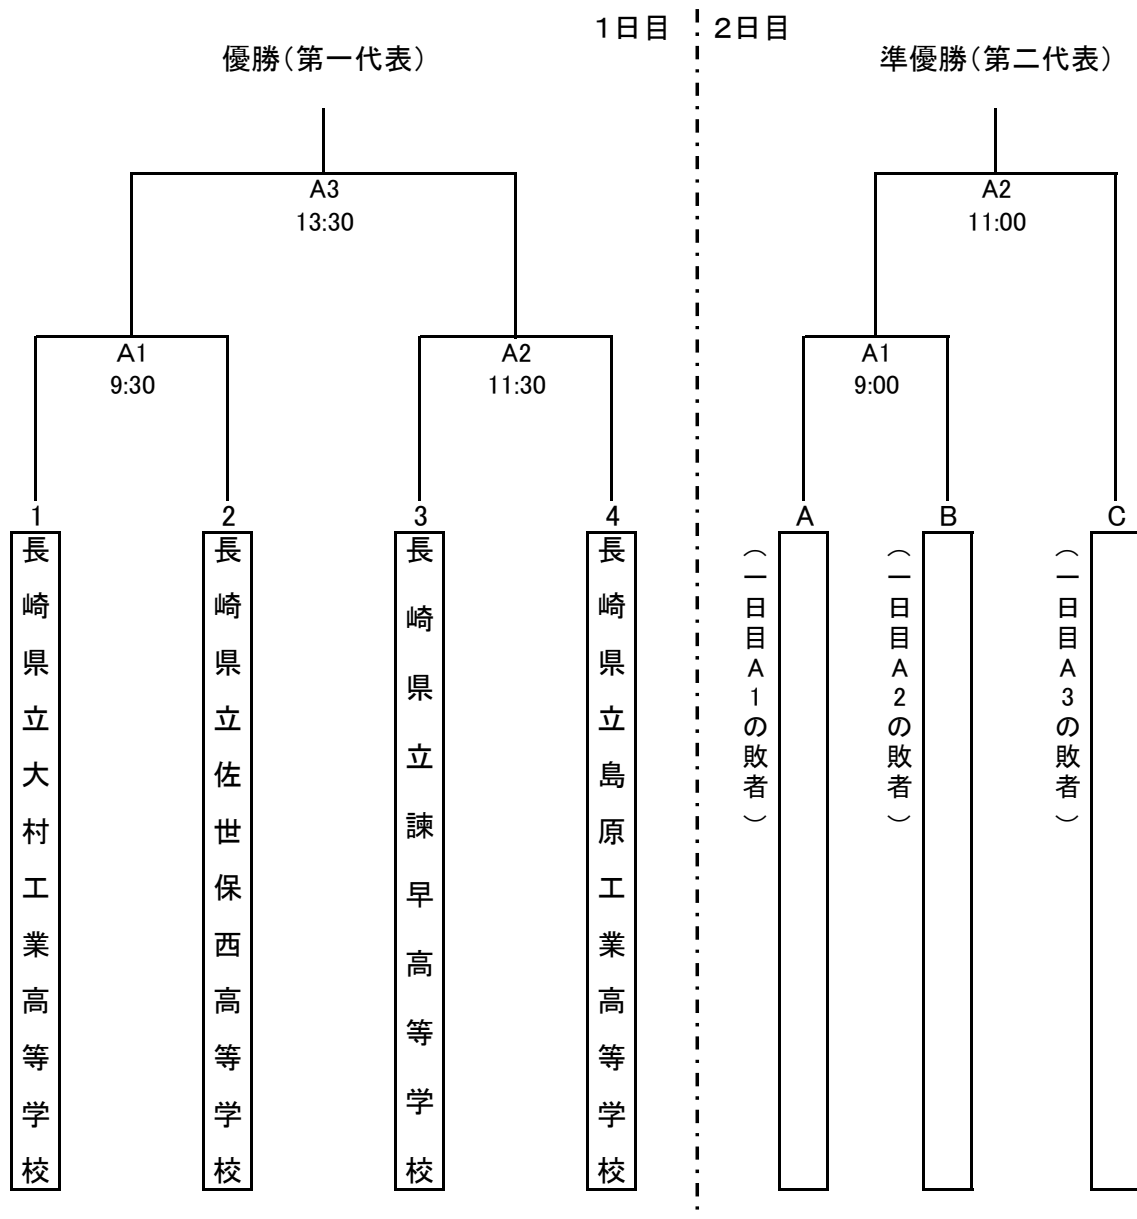 1日目
2日目
優勝(第一代表)
準優勝(第二代表)
A3
13:30
A2
11:00
A1
9:30
A2
11:30
A1
9:00
1
2
3
4
A
B
C
長崎県立大村工業高等学校
長崎県立佐世保西高等学校
長崎県立諫早高等学校
長崎県立島原工業高等学校
(一日目A1の敗者)
(一日目A2の敗者)
(一日目A3の敗者)